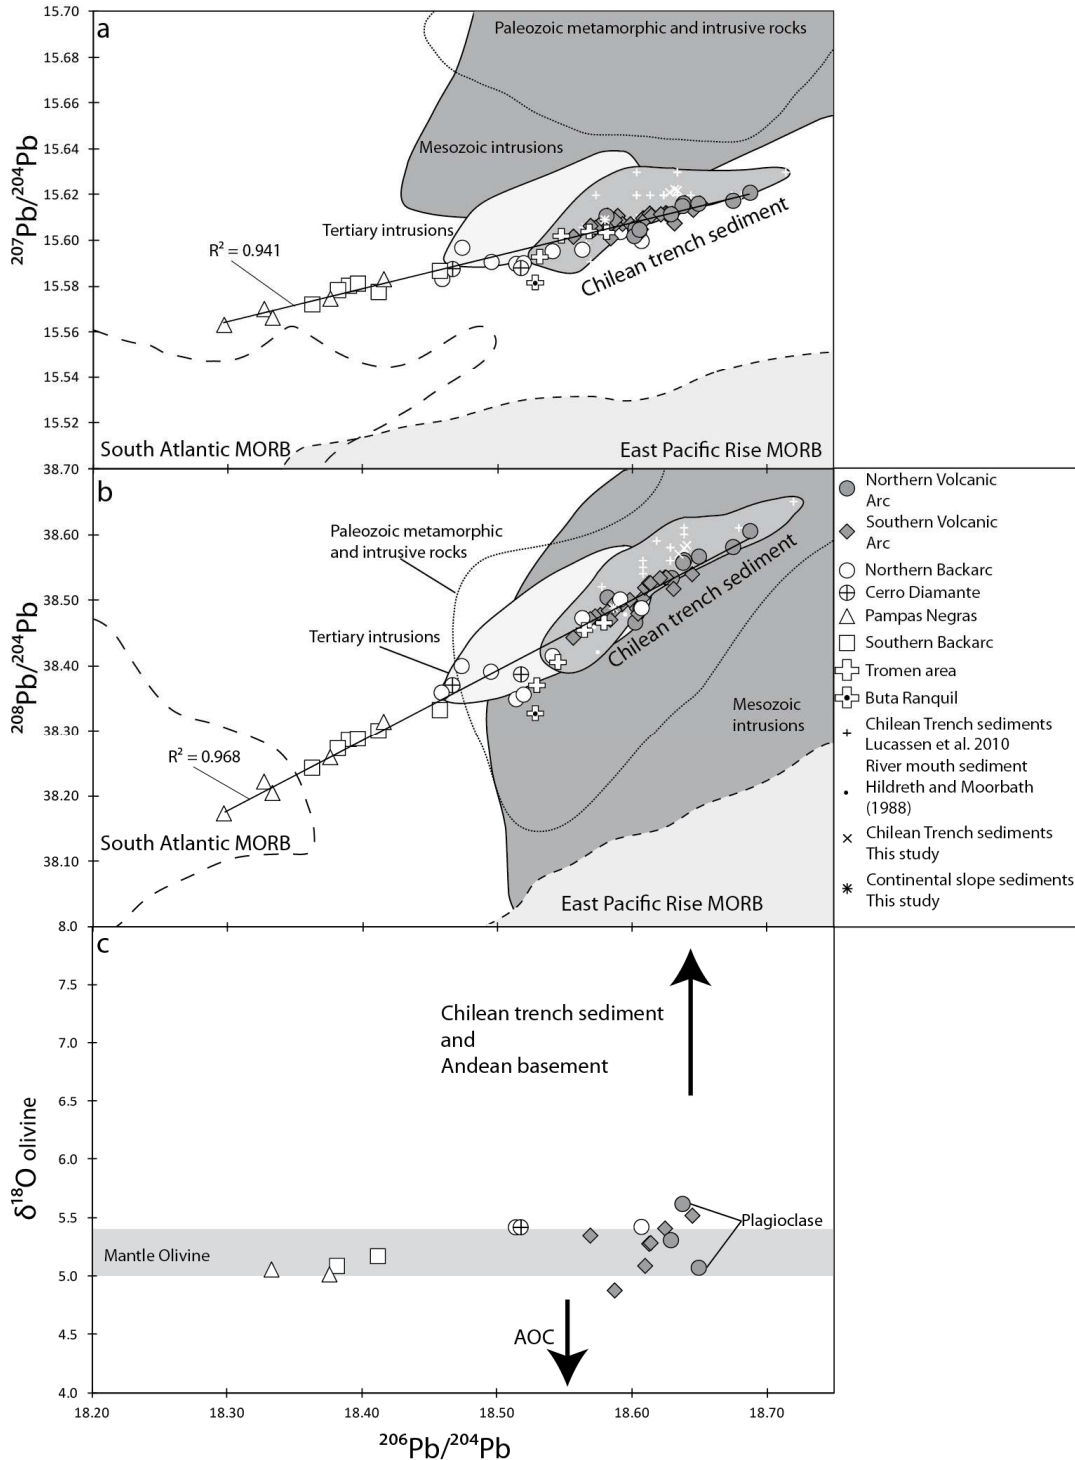 15.70
15.68
15.66
15.64
15.62
15.60
15.58
15.56
15.54
15.52
38.70
207Pb/204Pb
a
Paleozoic metamorphic and intrusive rocks
Mesozoic intrusions
Tertiary intrusions
R² = 0.941
Chilean trench sediment
South Atlantic MORB
East Pacific Rise MORB
38.60
38.50
38.40
38.30
38.20
38.10
8.0
208Pb/204Pb
b
Paleozoic metamorphic
and intrusive rocks
Tertiary intrusions
Chilean trench sediment
R² = 0.968
Mesozoic
intrusions
South Atlantic MORB
East Pacific Rise MORB
Northern Volcanic
Arc
Southern Volcanic
Arc
Northern Backarc
Cerro Diamante
Pampas Negras
Southern Backarc
Tromen area
Buta Ranquil
Chilean Trench sediments
Lucassen et al. 2010
River mouth sediment
Hildreth and Moorbath
(1988)
Chilean Trench sediments
This study
Continental slope sediments
This study
7.5
7.0
6.5
6.0
5.5
5.0
4.5
4.0
δ18O olivine
c
Chilean trench sediment
and
Andean basement
Plagioclase
Mantle Olivine
AOC
18.20
18.30
18.40
18.50
18.60
18.70
206Pb/204Pb